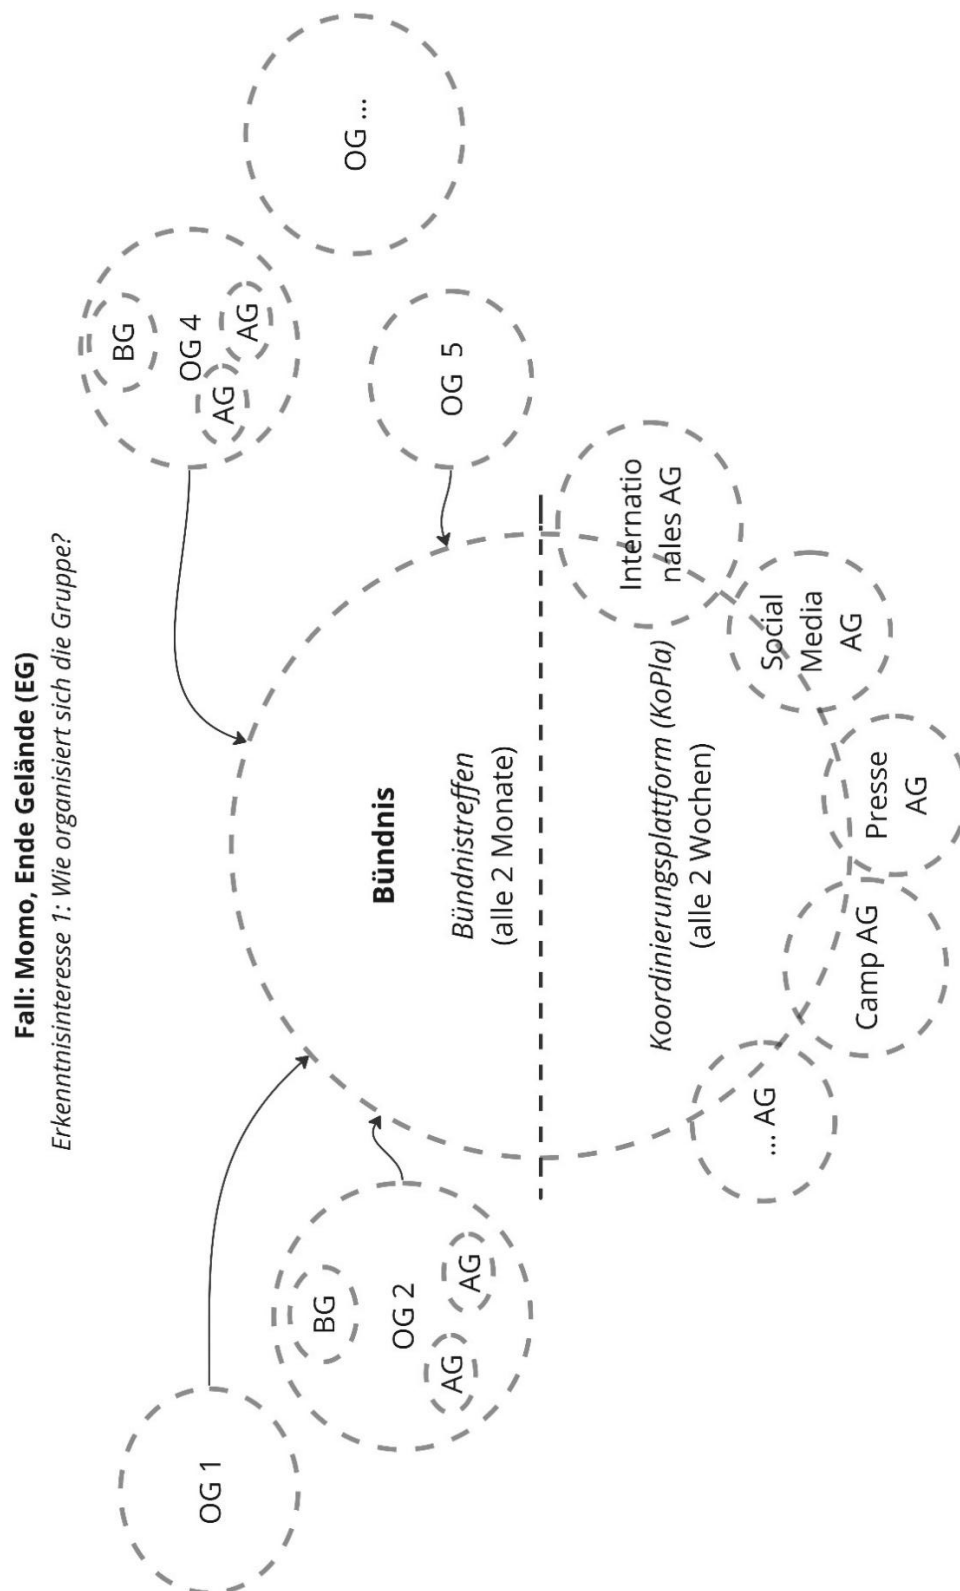 Fall: Momo, Ende Gelände (EG)
Erkenntnisinteresse 1: Wie organisiert sich die Gruppe?
OG 1
BG
OG 2
AG
AG
BG
OG 4
AG
AG
OG ...
OG 5
Bündnis
Bündnistreffen
(alle 2 Monate)
Koordinierungsplattform (KoPla)
(alle 2 Wochen)
... AG
Camp AG
Presse
AG
Social
Media
AG
Internatio
nales AG